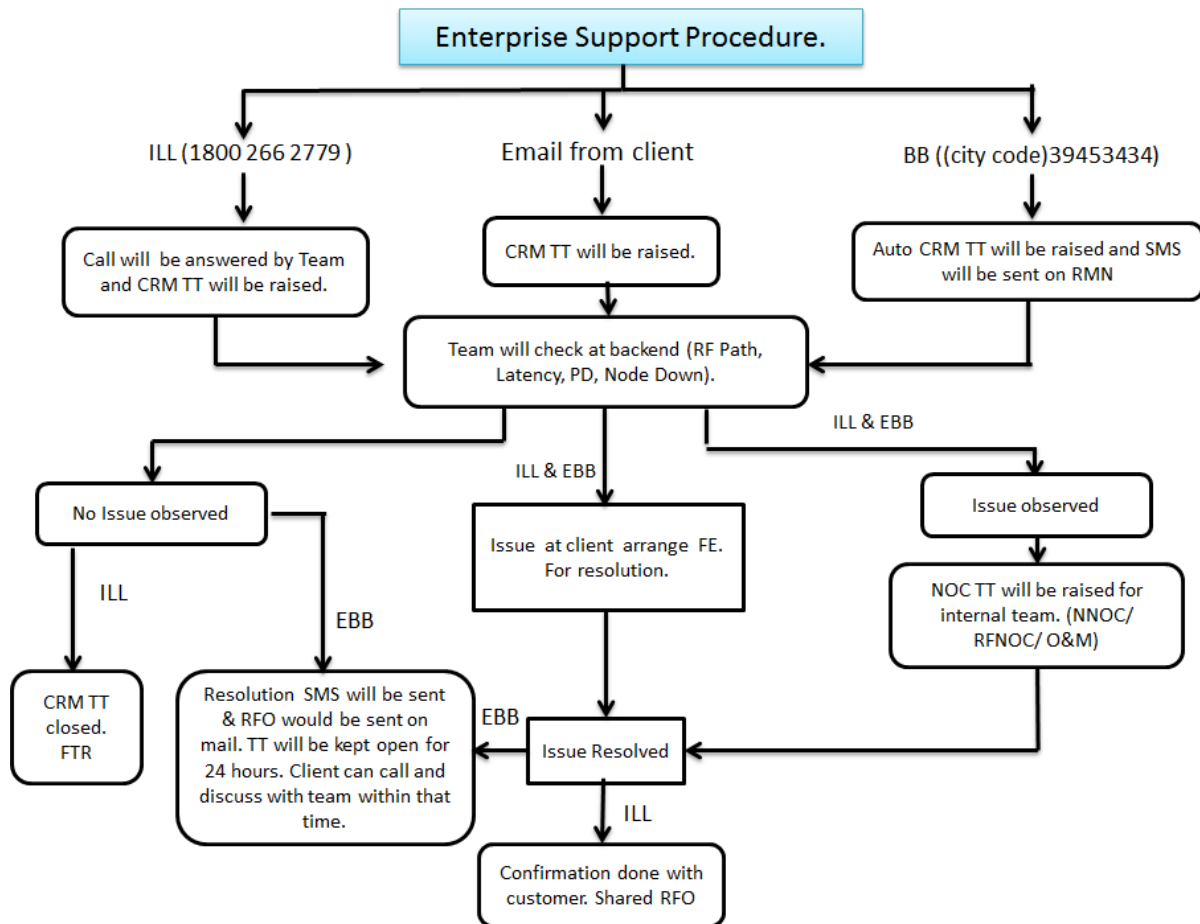 Enterprise Support Procedure.
ILL (1800 266 2779 )
Email from client
BB ((city code)39453434)
Call will be answered by Team
and CRM TT will be raised.
CRM TT will be raised.
Auto CRM TT will be raised and SMS
will be sent on RMN
Team will check at backend (RF Path,
Latency, PD, Node Down).
ILL & EBB
ILL & EBB
No Issue observed
Issue observed
Issue at client arrange FE.
For resolution.
NOC TT will be raised for
internal team. (NNOC/
RFNOC/ O&M)
ILL
EBB
CRM TT
closed.
FTR
Resolution SMS will be sent
& RFO would be sent on
mail. TT will be kept open for
24 hours. Client can call and
discuss with team within that
time.
EBB
Issue Resolved
ILL
Confirmation done with
customer. Shared RFO